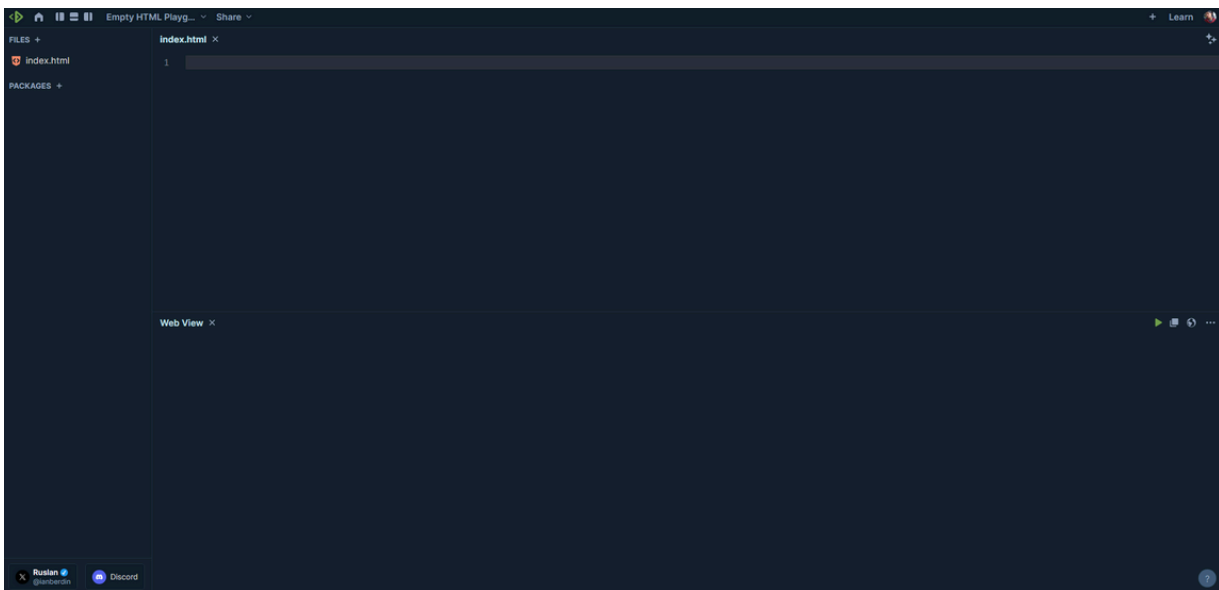 Empty HTML Playg... Share
+ Learn
FILES +
index.html
PACKAGES +
index.html ×
1
Web View ×
Ruslan
@ianberdin
Discord
?